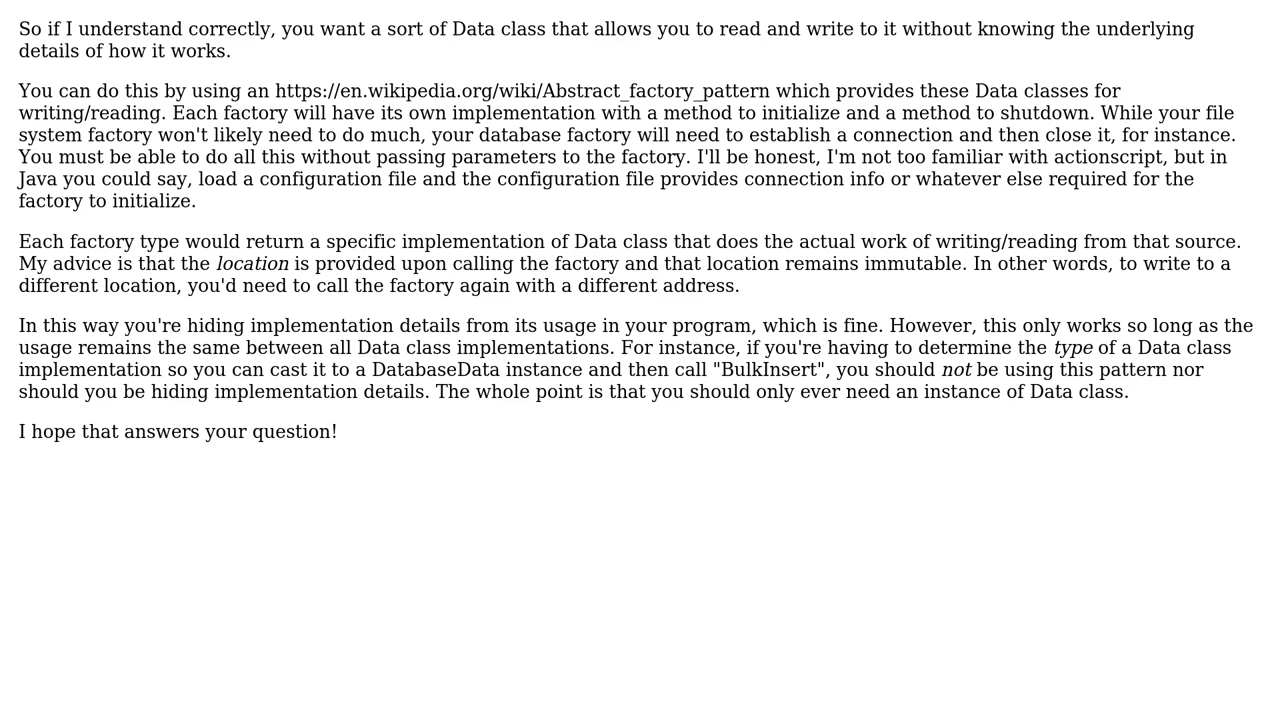 So if I understand correctly, you want a sort of Data class that allows you to read and write to it without knowing the underlying
details of how it works.
You can do this by using an https://en.wikipedia.org/wiki/Abstract_factory_pattern which provides these Data classes for
writing/reading. Each factory will have its own implementation with a method to initialize and a method to shutdown. While your file
system factory won't likely need to do much, your database factory will need to establish a connection and then close it, for instance.
You must be able to do all this without passing parameters to the factory. I'll be honest, I'm not too familiar with actionscript, but in
Java you could say, load a configuration file and the configuration file provides connection info or whatever else required for the
factory to initialize.
Each factory type would return a specific implementation of Data class that does the actual work of writing/reading from that source.
My advice is that the location is provided upon calling the factory and that location remains immutable. In other words, to write to a
different location, you'd need to call the factory again with a different address.
In this way you're hiding implementation details from its usage in your program, which is fine. However, this only works so long as the
usage remains the same between all Data class implementations. For instance, if you're having to determine the type of a Data class
implementation so you can cast it to a DatabaseData instance and then call "BulkInsert", you should not be using this pattern nor
should you be hiding implementation details. The whole point is that you should only ever need an instance of Data class.
I hope that answers your question!